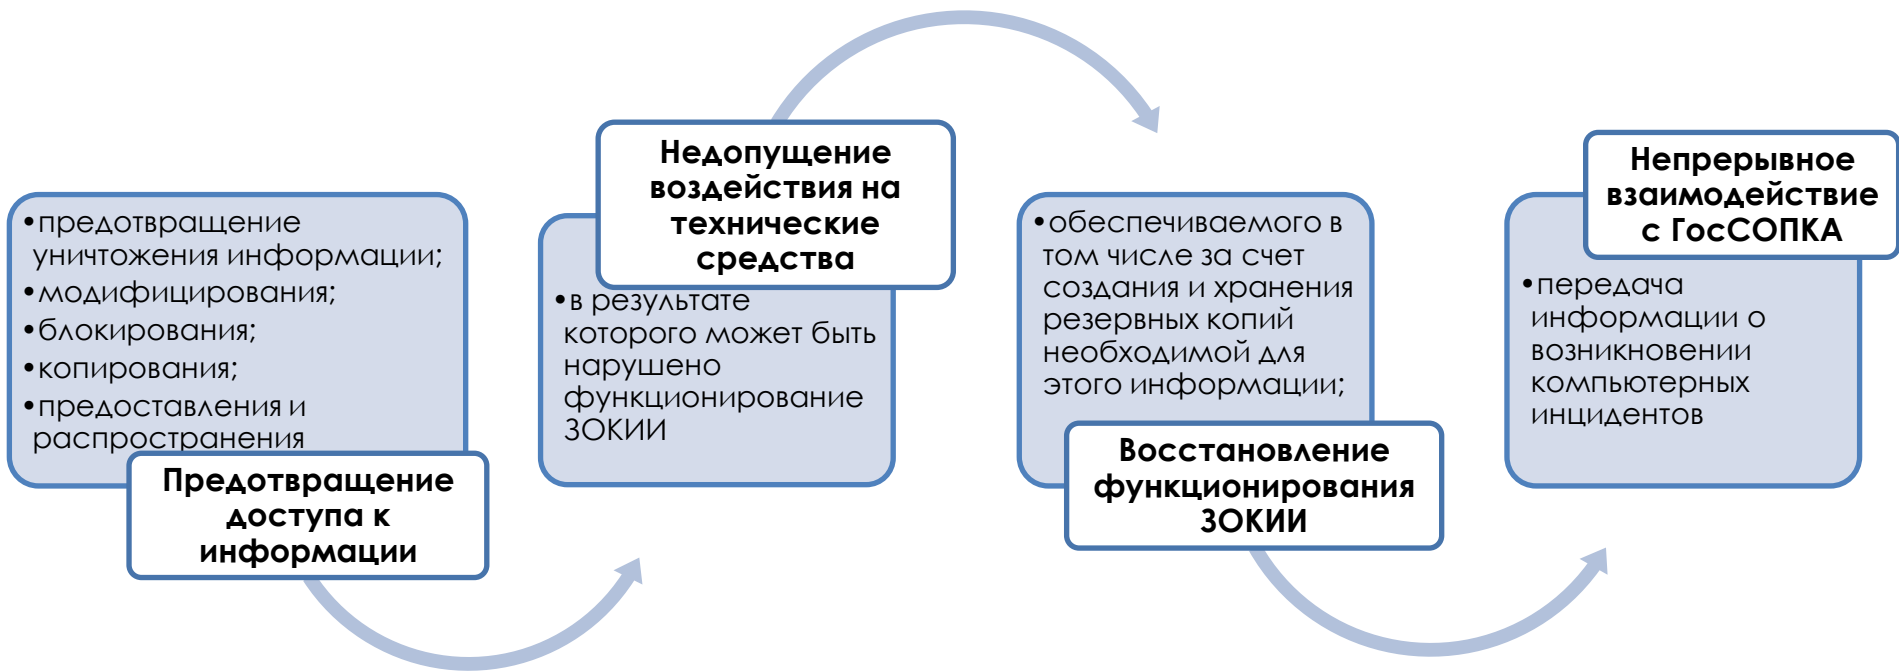 •предотвращение
уничтожения информации;
•модифицирования;
•блокирования;
•копирования;
•предоставления и
распространения
Предотвращение
доступа к
информации
Недопущение
воздействия на
технические
средства
•в результате
которого может быть
нарушено
функционирование
ЗОКИИ
•обеспечиваемого в
том числе за счет
создания и хранения
резервных копий
необходимой для
этого информации;
Восстановление
функционирования
ЗОКИИ
Непрерывное
взаимодействие
с ГосСОПКА
•передача
информации о
возникновении
компьютерных
инцидентов